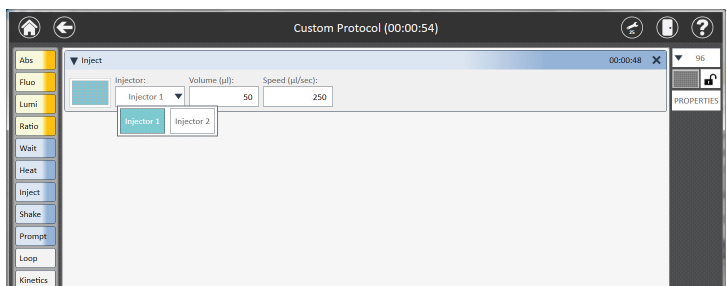 Custom Protocol (00:00:54)
2S
?
Abs
Fluo
Lumi
Ratio
Wait
Heat
Inject
Shake
Prompt
Loop
Kinetics
Inject
00:00:48
Injector: Volume (µl): Speed (µl/sec):
Injector 1 50 250
Injector 1 Injector 2
96
PROPERTIES